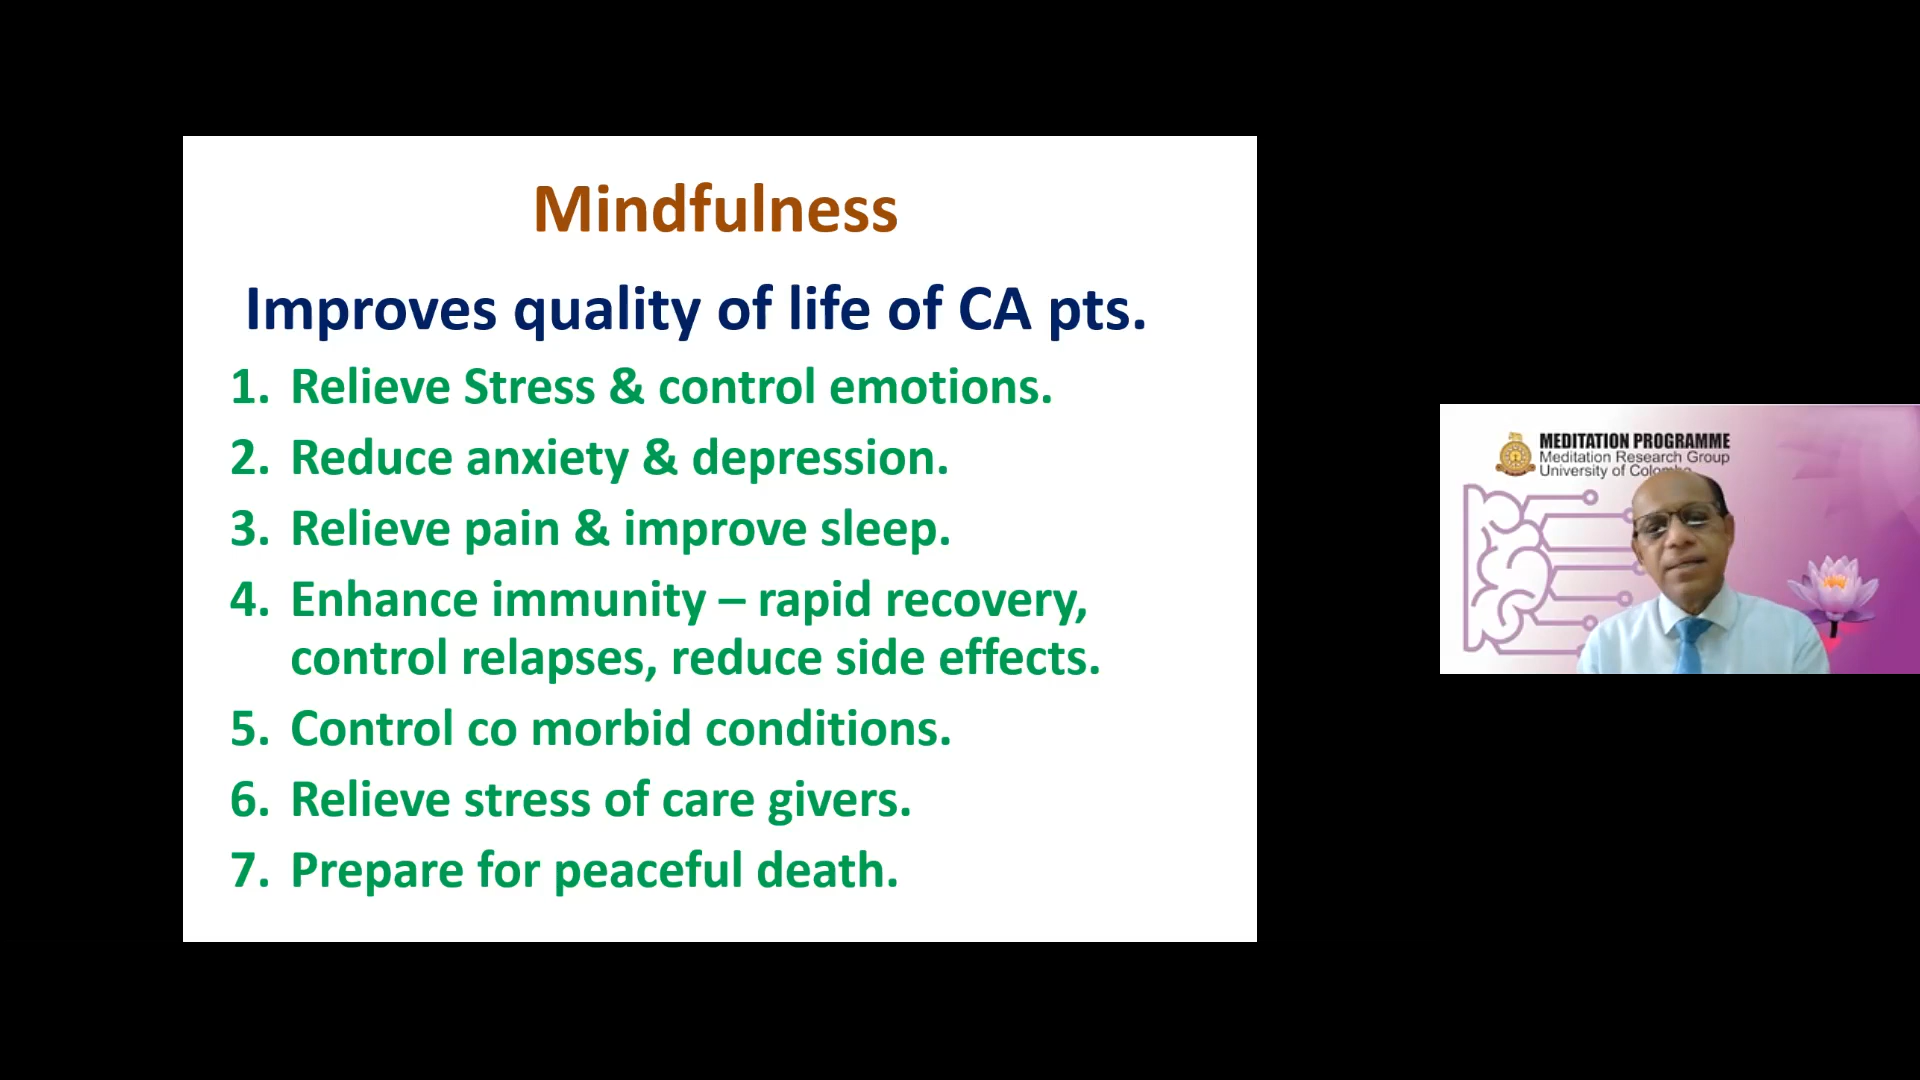 Mindfulness
Improves quality of life of CA pts.
1. Relieve Stress & control emotions.
2. Reduce anxiety & depression.
3. Relieve pain & improve sleep.
4. Enhance immunity – rapid recovery,
control relapses, reduce side effects.
5. Control co morbid conditions.
6. Relieve stress of care givers.
7. Prepare for peaceful death.
MEDITATION PROGRAMME
Meditation Research Group
University of Colombo